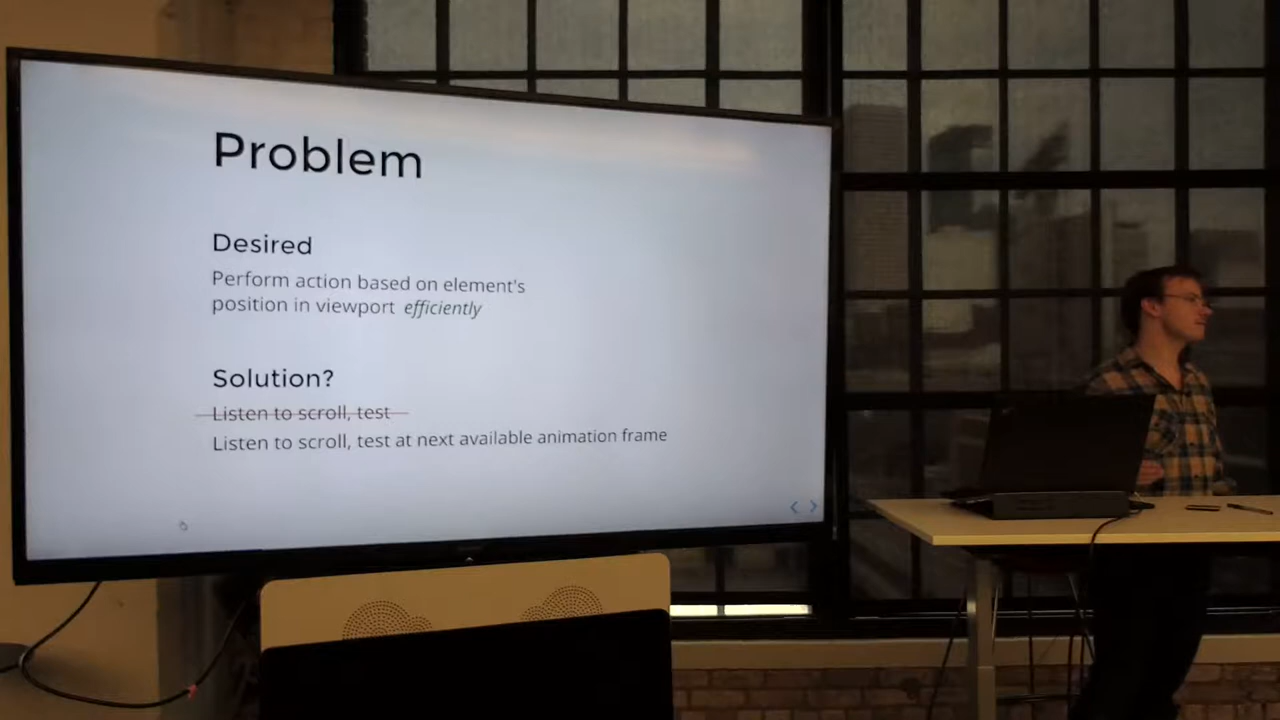 Problem
Desired
Perform action based on element's
position in viewport efficiently
Solution?
Listen to scroll, test
Listen to scroll, test at next available animation frame